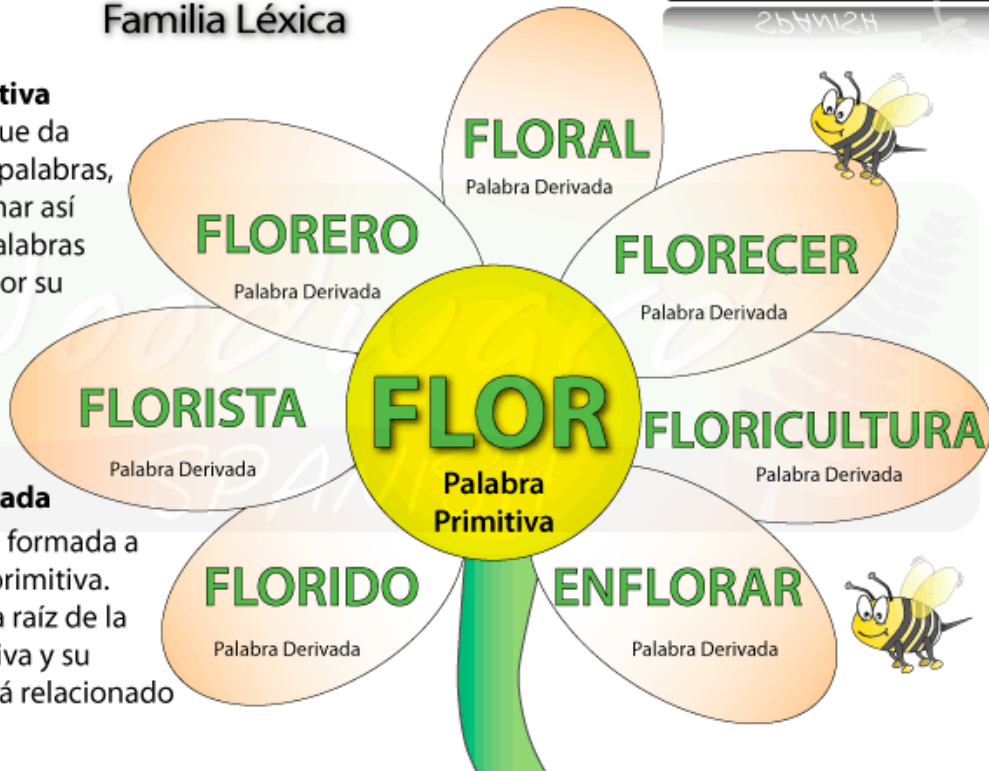 Familia Léxica
SPANISH
tiva
ue da
palabras,
nar así
alabras
or su
FLORAL
Palabra Derivada
FLORERO
Palabra Derivada
FLORECER
Palabra Derivada
FLORISTA
Palabra Derivada
FLOR
Palabra
Primitiva
FLORICULTURA
Palabra Derivada
ada
formada a
primitiva.
a raíz de la
iva y su
á relacionado
FLORIDO
Palabra Derivada
ENFLORAR
Palabra Derivada
Woodward
SPANISH